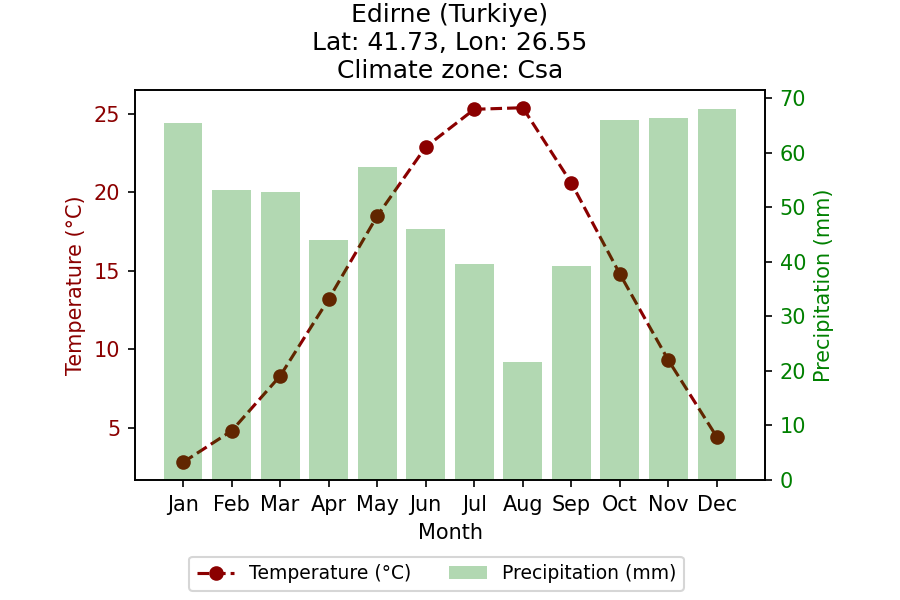 Edirne (Turkiye)
Lat: 41.73, Lon: 26.55
Climate zone: Csa
25
20
15
10
5
Temperature (°C)
70
60
50
40
30
20
10
0
Precipitation (mm)
Jan Feb Mar Apr May Jun Jul Aug Sep Oct Nov Dec
Month
Temperature (°C) Precipitation (mm)